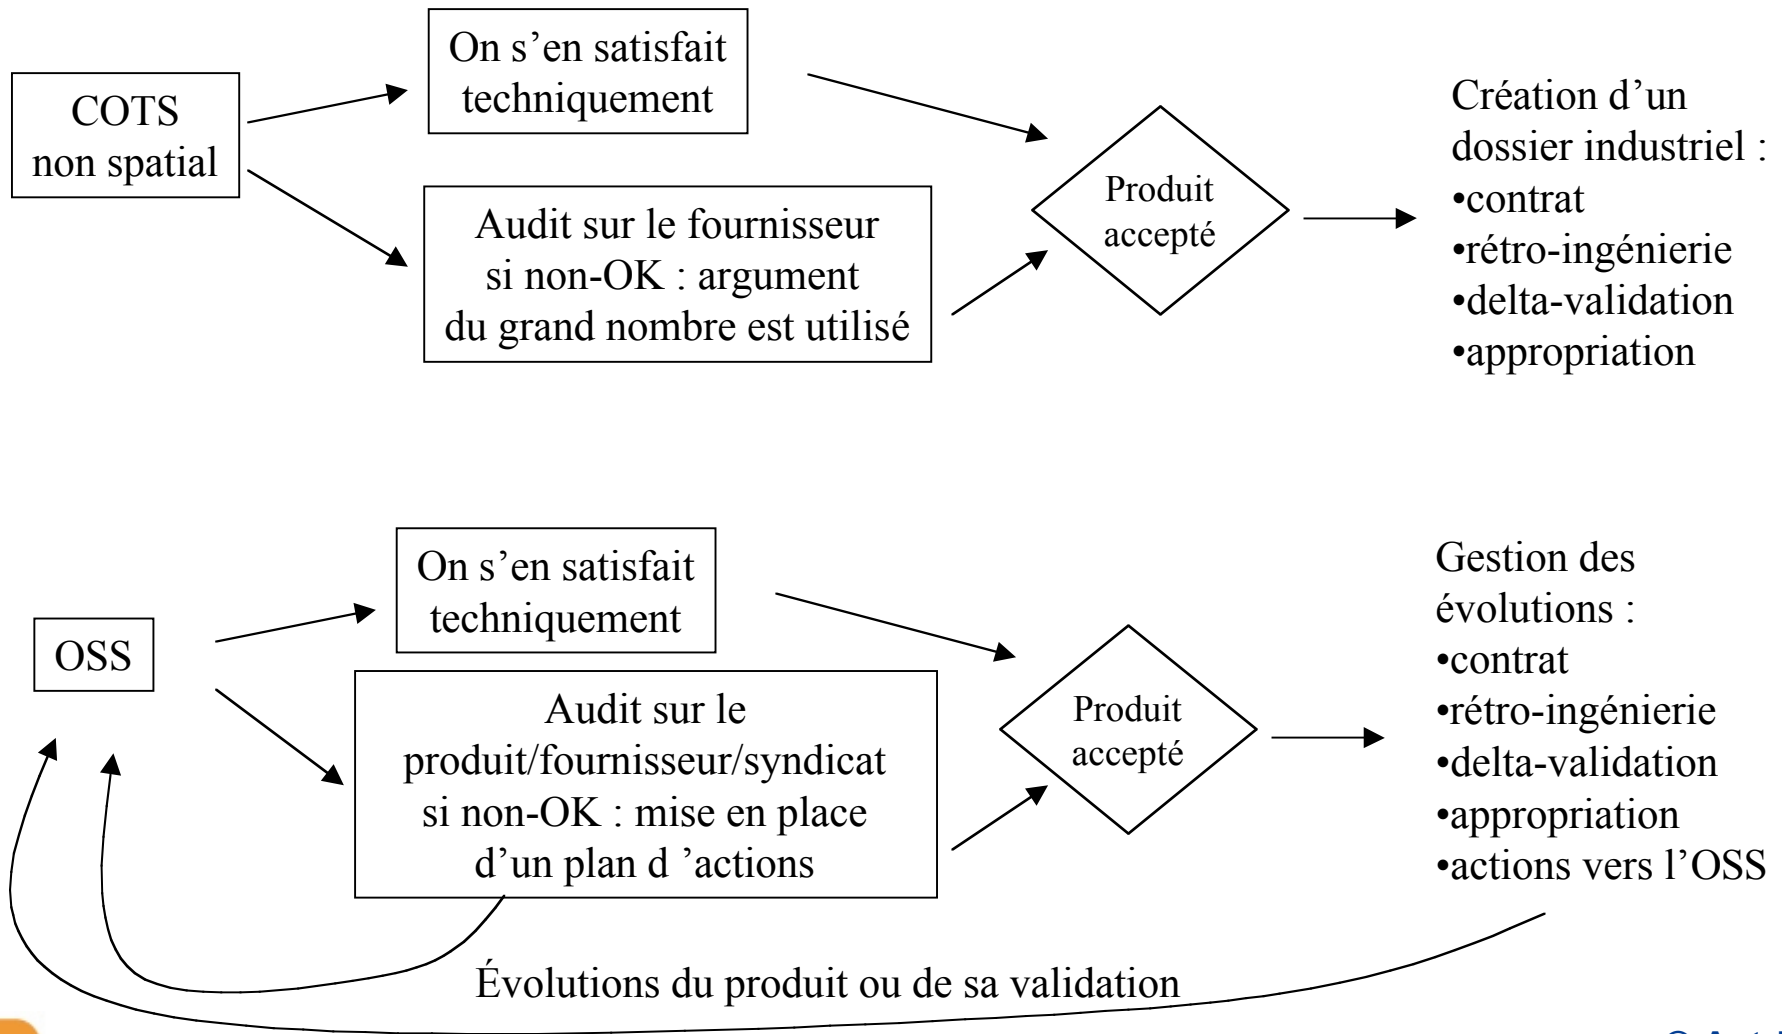 COTS
non spatial
On s’en satisfait
techniquement
Audit sur le fournisseur
si non-OK : argument
du grand nombre est utilisé
Produit
accepté
Création d’un
dossier industriel :
•contrat
•rétro-ingénierie
•delta-validation
•appropriation
OSS
On s’en satisfait
techniquement
Audit sur le
produit/fournisseur/syndicat
si non-OK : mise en place
d’un plan d ’actions
Produit
accepté
Gestion des
évolutions :
•contrat
•rétro-ingénierie
•delta-validation
•appropriation
•actions vers l’OSS
Évolutions du produit ou de sa validation